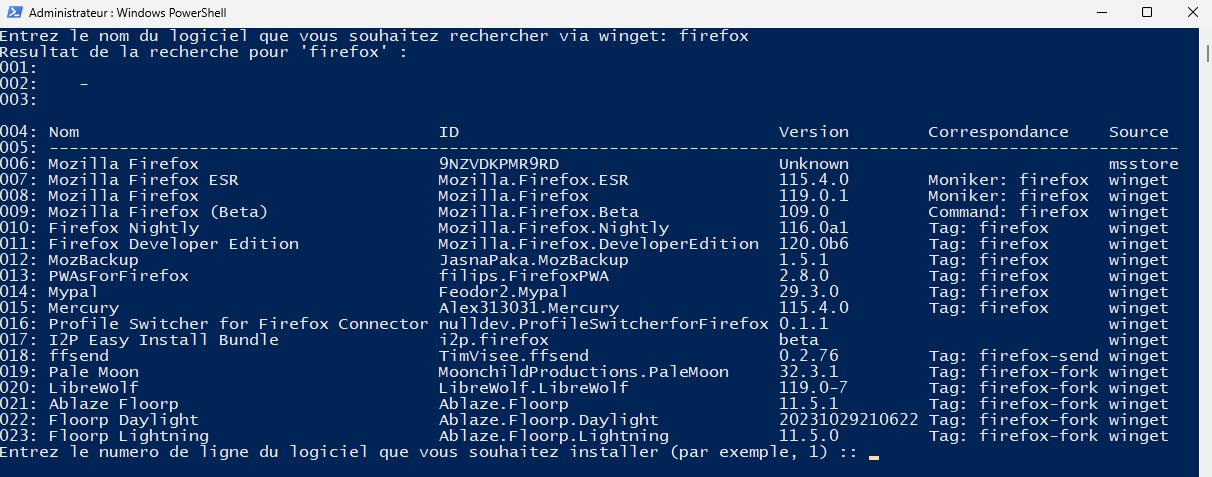 Administrateur : Windows PowerShell
Entrez le nom du logiciel que vous souhaitez rechercher via winget: firefox
Resultat de la recherche pour 'firefox' :
001:
002:    -
003:
004: Nom                                    ID                                Version        Correspondance    Source
005: -----------------------------------------------------------------------------------------------------------------
006: Mozilla Firefox                        9NZVDKPMR9RD                      Unknown                          msstore
007: Mozilla Firefox ESR                    Mozilla.Firefox.ESR               115.4.0        Moniker: firefox  winget
008: Mozilla Firefox                        Mozilla.Firefox                   119.0.1        Moniker: firefox  winget
009: Mozilla Firefox (Beta)                 Mozilla.Firefox.Beta              109.0          Command: firefox  winget
010: Firefox Nightly                        Mozilla.Firefox.Nightly           116.0a1        Tag: firefox      winget
011: Firefox Developer Edition              Mozilla.Firefox.DeveloperEdition  120.0b6        Tag: firefox      winget
012: MozBackup                              JasnaPaka.MozBackup               1.5.1          Tag: firefox      winget
013: PWAsForFirefox                         filips.FirefoxPWA                 2.8.0          Tag: firefox      winget
014: Mypal                                  Feodor2.Mypal                     29.3.0         Tag: firefox      winget
015: Mercury                                Alex313031.Mercury                115.4.0        Tag: firefox      winget
016: Profile Switcher for Firefox Connector nulldev.ProfileSwitcherforFirefox 0.1.1                            winget
017: I2P Easy Install Bundle                i2p.firefox                       beta                             winget
018: ffsend                                 TimVisee.ffsend                   0.2.76         Tag: firefox-send winget
019: Pale Moon                              MoonchildProductions.PaleMoon     32.3.1         Tag: firefox-fork winget
020: LibreWolf                              LibreWolf.LibreWolf               119.0-7        Tag: firefox-fork winget
021: Ablaze Floorp                          Ablaze.Floorp                     11.5.1         Tag: firefox-fork winget
022: Floorp Daylight                        Ablaze.Floorp.Daylight            20231029210622 Tag: firefox-fork winget
023: Floorp Lightning                       Ablaze.Floorp.Lightning           11.5.0         Tag: firefox-fork winget
Entrez le numero de ligne du logiciel que vous souhaitez installer (par exemple, 1) :: _